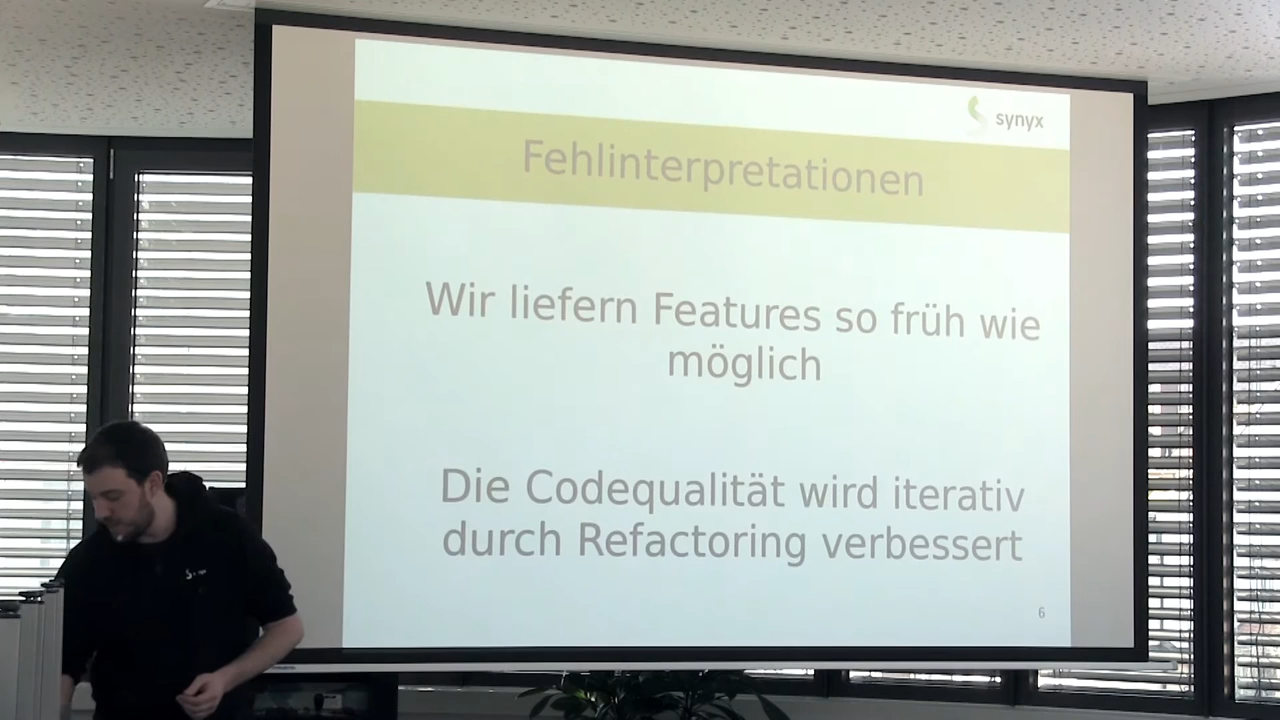 synyx
Fehlinterpretationen
Wir liefern Features so früh wie
möglich
Die Codequalität wird iterativ
durch Refactoring verbessert
6